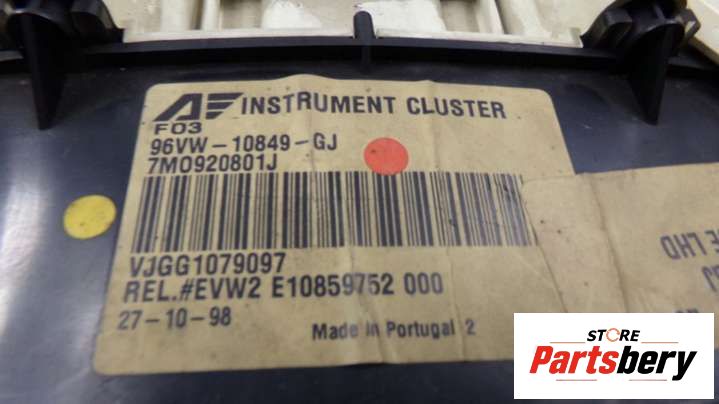 AE INSTRUMENT CLUSTER
F03
96VW-10849-GJ
7M0920801J
VJGG1079097
REL.#EVW2 E10859752 000
27-10-98 Made in Portugal 2
LHD
STORE
Partsbery